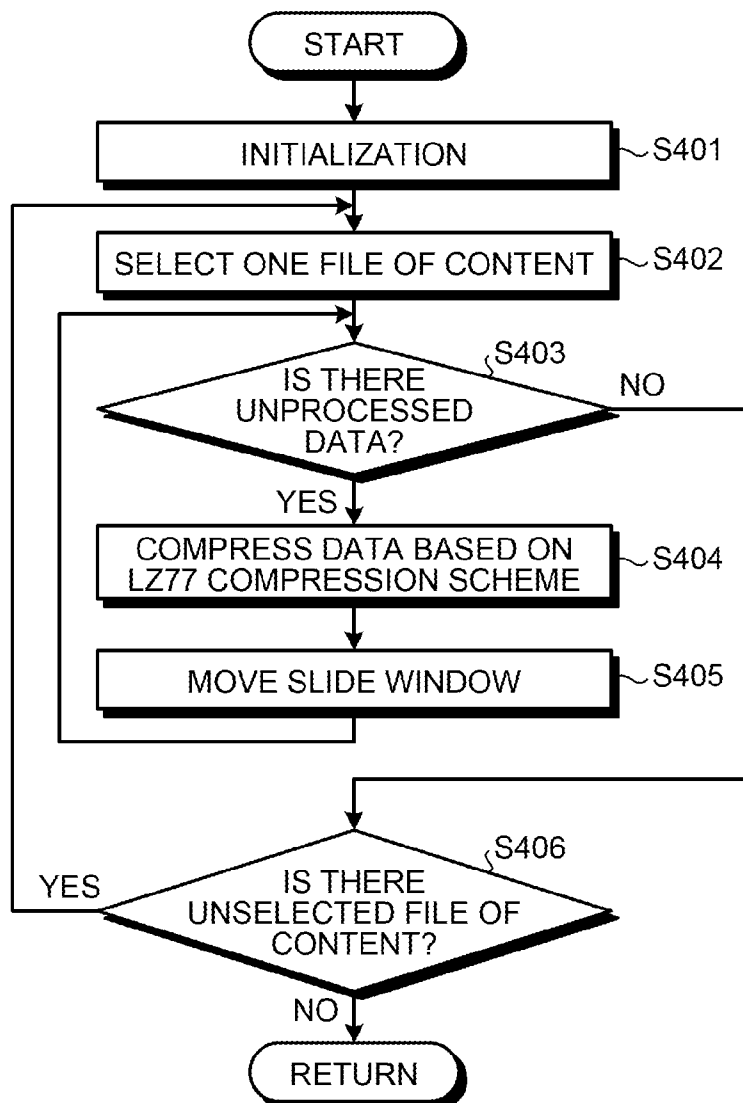 START
INITIALIZATION
S401
SELECT ONE FILE OF CONTENT
S402
S403
IS THERE
UNPROCESSED
DATA?
NO
YES
COMPRESS DATA BASED ON
LZ77 COMPRESSION SCHEME
S404
MOVE SLIDE WINDOW
S405
S406
YES
IS THERE
UNSELECTED FILE OF
CONTENT?
NO
RETURN